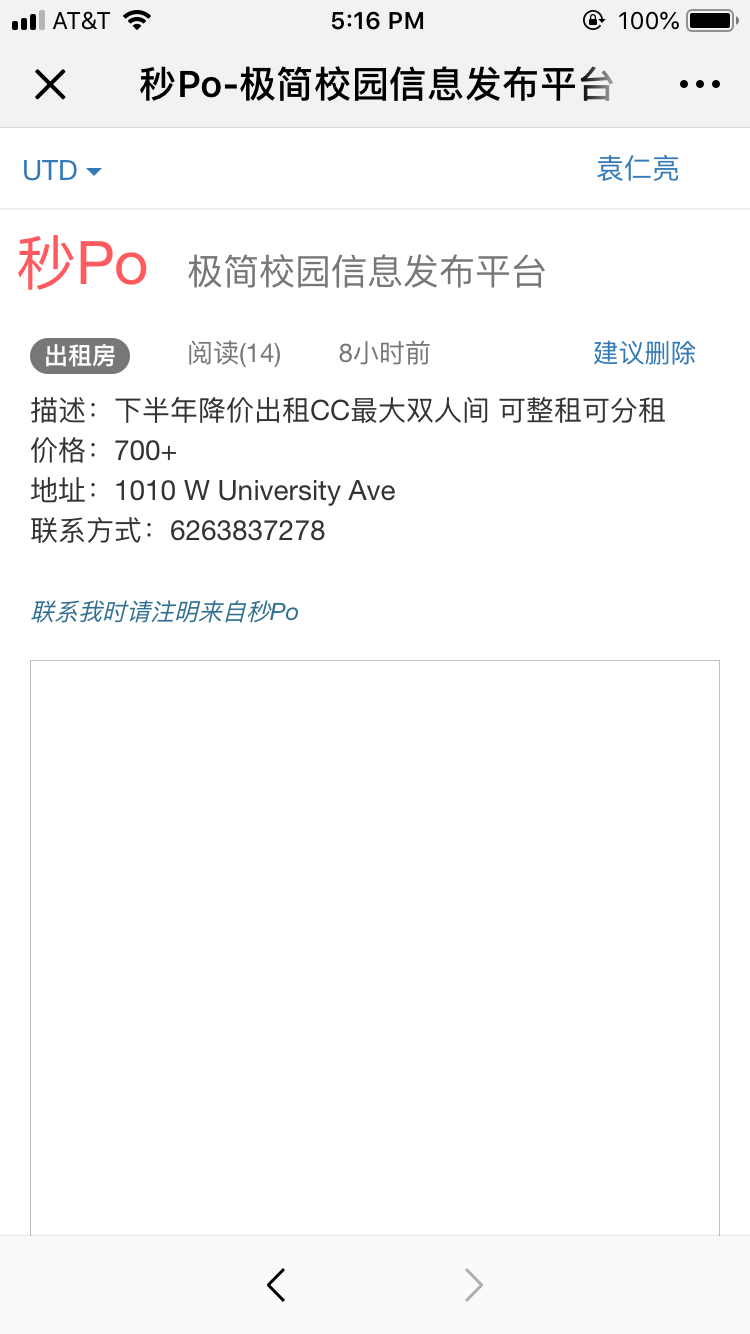 AT&T 5:16 PM 100%
秒Po-极简校园信息发布平台
UTD 袁仁亮
秒Po 极简校园信息发布平台
出租房 阅读(14) 8小时前 建议删除
描述：下半年降价出租CC最大双人间 可整租可分租
价格：700+
地址：1010 W University Ave
联系方式：6263837278
联系我时请注明来自秒Po